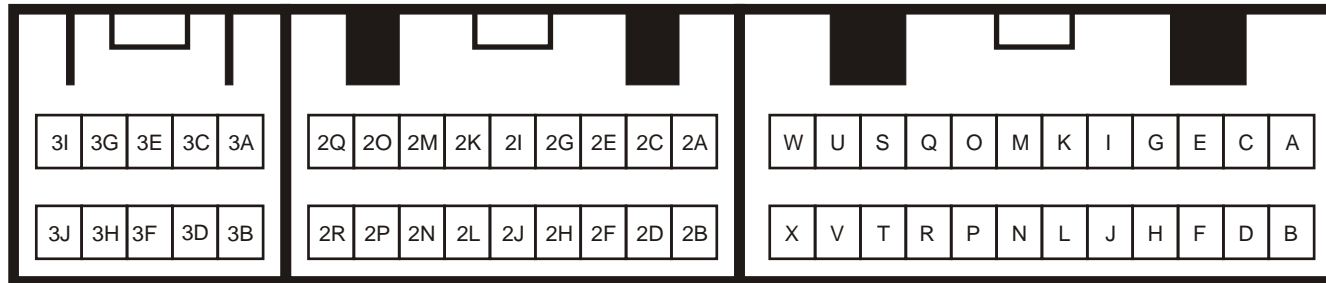 3I 3G 3E 3C 3A 2Q 2O 2M 2K 2I 2G 2E 2C 2A W U S Q O M K I G E C A
3J 3H 3F 3D 3B 2R 2P 2N 2L 2J 2H 2F 2D 2B X V T R P N L J H F D B